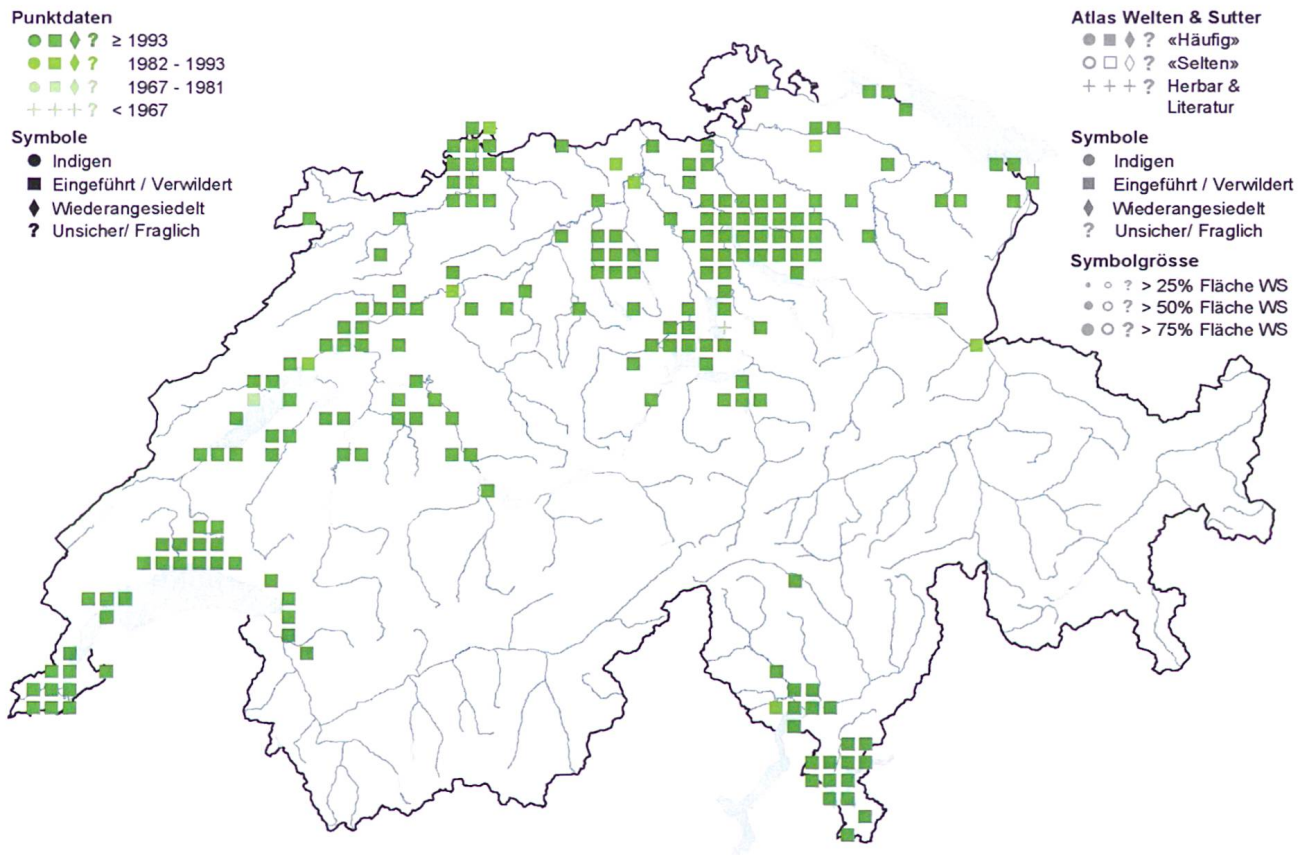 Punktdaten
? ≥ 1993
? 1982 - 1993
? 1967 - 1981
+ + + ? < 1967
Symbole
Indigen
Eingeführt / Verwildert
Wiederangesiedelt
? Unsicher/ Fraglich
Atlas Welten & Sutter
? «Häufig»
? «Selten»
+ + + ? Herbar &
Literatur
Symbole
Indigen
Eingeführt / Verwildert
Wiederangesiedelt
? Unsicher/ Fraglich
Symbolgrösse
? > 25% Fläche WS
? > 50% Fläche WS
? > 75% Fläche WS